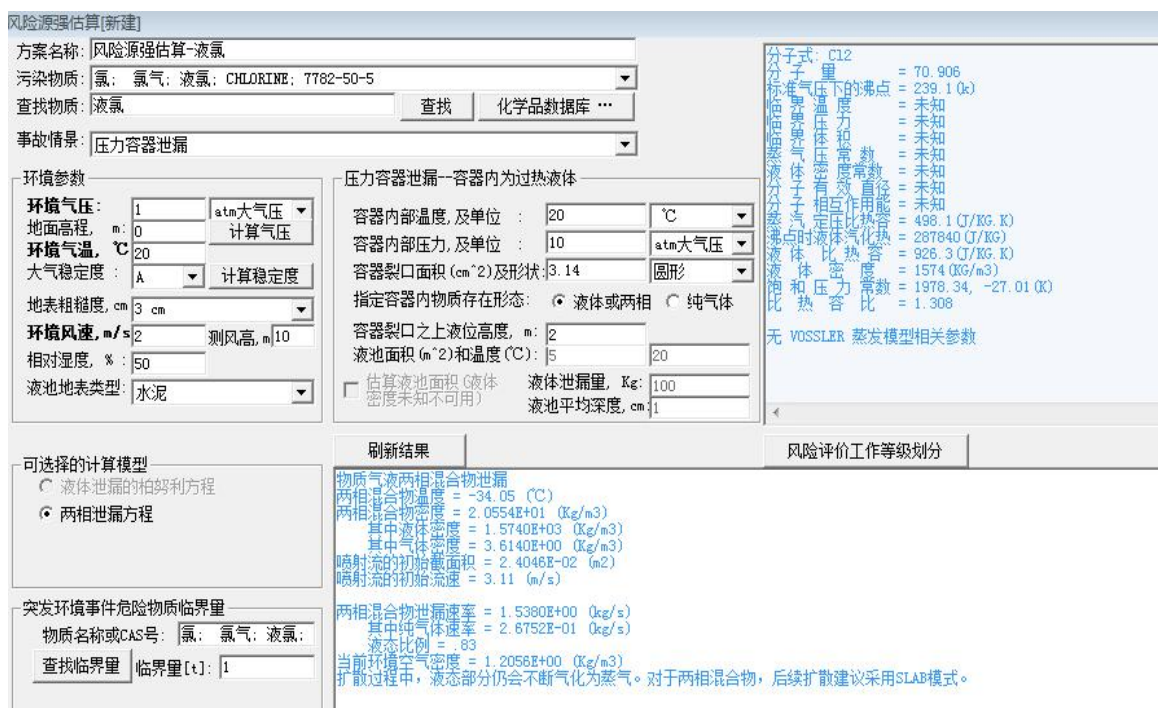 风险源强估算[新建]
方案名称: 风险源强估算-液氯
污染物质: 氯; 氯气; 液氯; CHLORINE; 7782-50-5
查找物质: 液氯 查找 化学品数据库 …
事故情景: 压力容器泄漏
环境参数
环境气压: 1 atm大气压
地面高程, m: 0 计算气压
环境气温, ℃ 20
大气稳定度 : A 计算稳定度
地表粗糙度, cm 3 cm
环境风速, m/s 2 测风高, m 10
相对湿度, % : 50
液池地表类型: 水泥
压力容器泄漏--容器内为过热液体
容器内部温度, 及单位 : 20 ℃
容器内部压力, 及单位 : 10 atm大气压
容器裂口面积(cm^2)及形状: 3.14 圆形
指定容器内物质存在形态: 液体或两相 纯气体
容器裂口之上液位高度, m: 2
液池面积(m^2)和温度(℃): 5 20
估算液池面积(液体
密度未知不可用)
液体泄漏量, Kg: 100
液池平均深度, cm: 1
分子式: Cl2
分 子 量 = 70.906
标准气压下的沸点 = 239.1(k)
临 界 温 度 = 未知
临 界 压 力 = 未知
临 界 体 积 = 未知
蒸 气 压 常 数 = 未知
液 体 密 度常数 = 未知
分 子 有 效 直径 = 未知
分 子 相互作用能 = 未知
蒸 汽 定压比热容 = 498.1(J/KG.K)
沸点时液体汽化热 = 287840(J/KG)
液 体 比 热 容 = 926.3(J/KG.K)
液 体 密 度 = 1574(KG/m3)
饱 和 压 力 常数 = 1978.34, -27.01(K)
比 热 容 比 = 1.308
无 VOSSLER 蒸发模型相关参数
刷新结果
风险评价工作等级划分
可选择的计算模型
液体泄漏的柏努利方程
两相泄漏方程
突发环境事件危险物质临界量
物质名称或CAS号: 氯; 氯气; 液氯;
查找临界量 临界量[t]: 1
物质气液两相混合物泄漏
两相混合物温度 = -34.05 (℃)
两相混合物密度 = 2.0554E+01 (Kg/m3)
其中液体密度 = 1.5740E+03 (Kg/m3)
其中气体密度 = 3.6140E+00 (Kg/m3)
喷射流的初始截面积 = 2.4046E-02 (m2)
喷射流的初始流速 = 3.11 (m/s)
两相混合物泄漏速率 = 1.5380E+00 (kg/s)
其中纯气体速率 = 2.6752E-01 (kg/s)
液态比例 = .83
当前环境空气密度 = 1.2056E+00 (Kg/m3)
扩散过程中，液态部分仍会不断气化为蒸气。对于两相混合物，后续扩散建议采用SLAB模式。